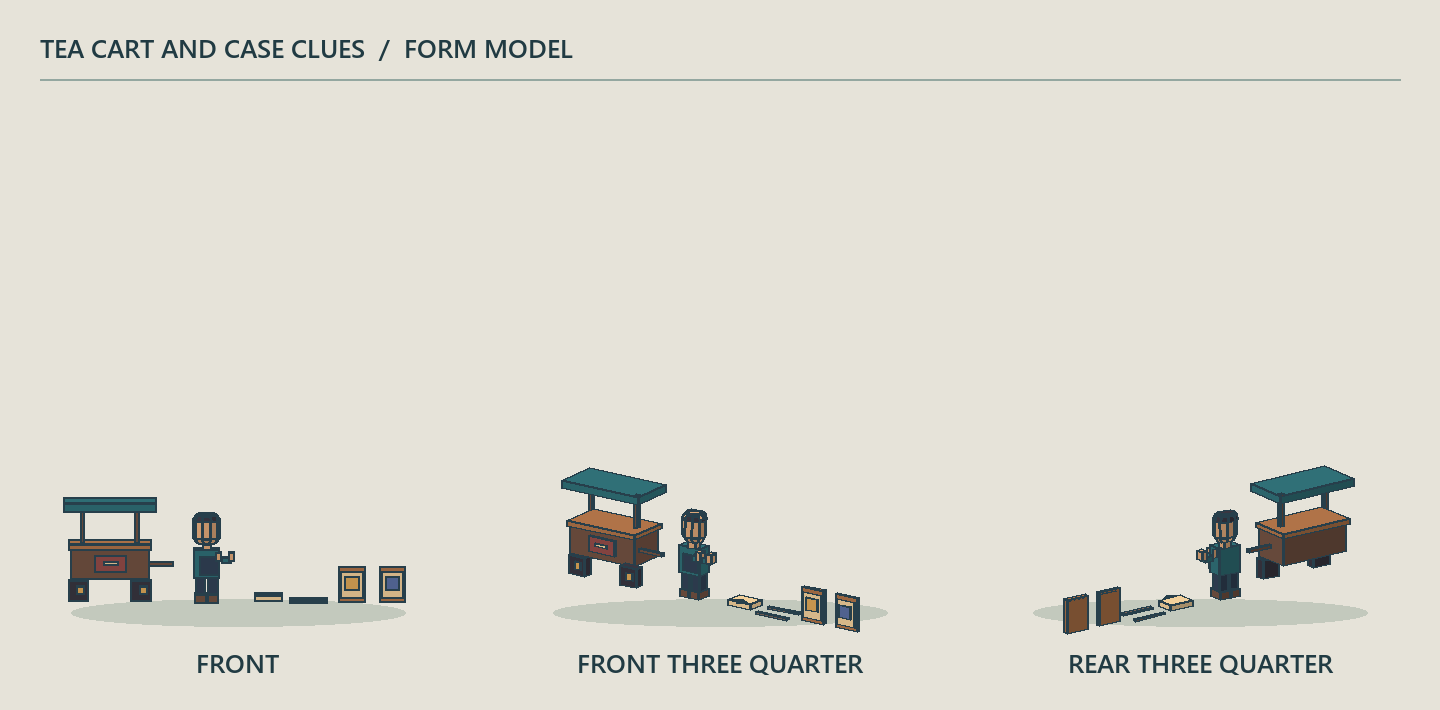 TEA CART AND CASE CLUES / FORM MODEL
FRONT
FRONT THREE QUARTER
REAR THREE QUARTER